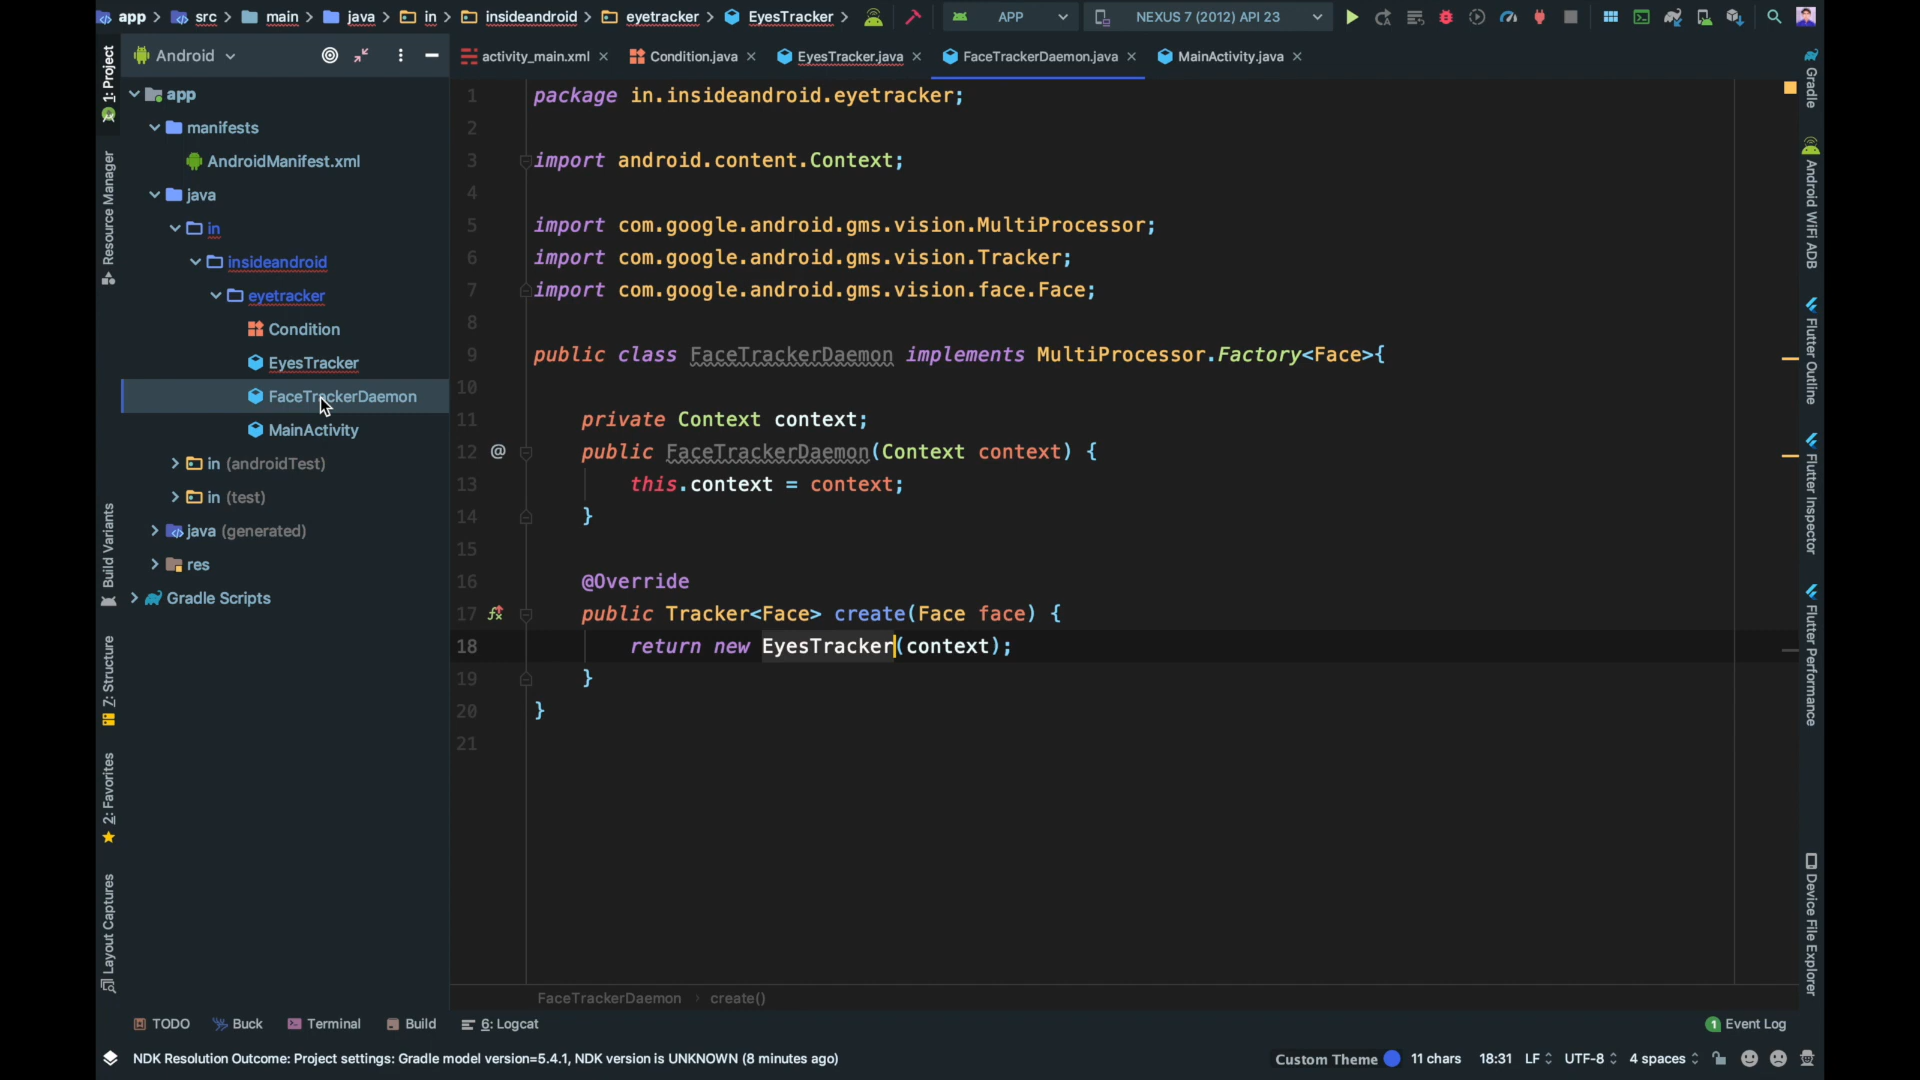 app > src > main > java > in > insideandroid > eyetracker > EyesTracker >
APP
NEXUS 7 (2012) API 23
1: Project
Resource Manager
Build Variants
Z: Structure
2: Favorites
Layout Captures
Android
app
manifests
AndroidManifest.xml
java
in
insideandroid
eyetracker
Condition
EyesTracker
FaceTrackerDaemon
MainActivity
in (androidTest)
in (test)
java (generated)
res
Gradle Scripts
activity_main.xml
Condition.java
EyesTracker.java
FaceTrackerDaemon.java
MainActivity.java
1 package in.insideandroid.eyetracker;
2
3 import android.content.Context;
4
5 import com.google.android.gms.vision.MultiProcessor;
6 import com.google.android.gms.vision.Tracker;
7 import com.google.android.gms.vision.face.Face;
8
9 public class FaceTrackerDaemon implements MultiProcessor.Factory<Face>{
10
11 private Context context;
12 @ public FaceTrackerDaemon(Context context) {
13 this.context = context;
14 }
15
16 @Override
17 public Tracker<Face> create(Face face) {
18 return new EyesTracker(context);
19 }
20 }
21
FaceTrackerDaemon > create()
Gradle
Android WiFi ADB
Flutter Outline
Flutter Inspector
Flutter Performance
Device File Explorer
TODO
Buck
Terminal
Build
6: Logcat
1 Event Log
NDK Resolution Outcome: Project settings: Gradle model version=5.4.1, NDK version is UNKNOWN (8 minutes ago)
Custom Theme
11 chars
18:31
LF
UTF-8
4 spaces